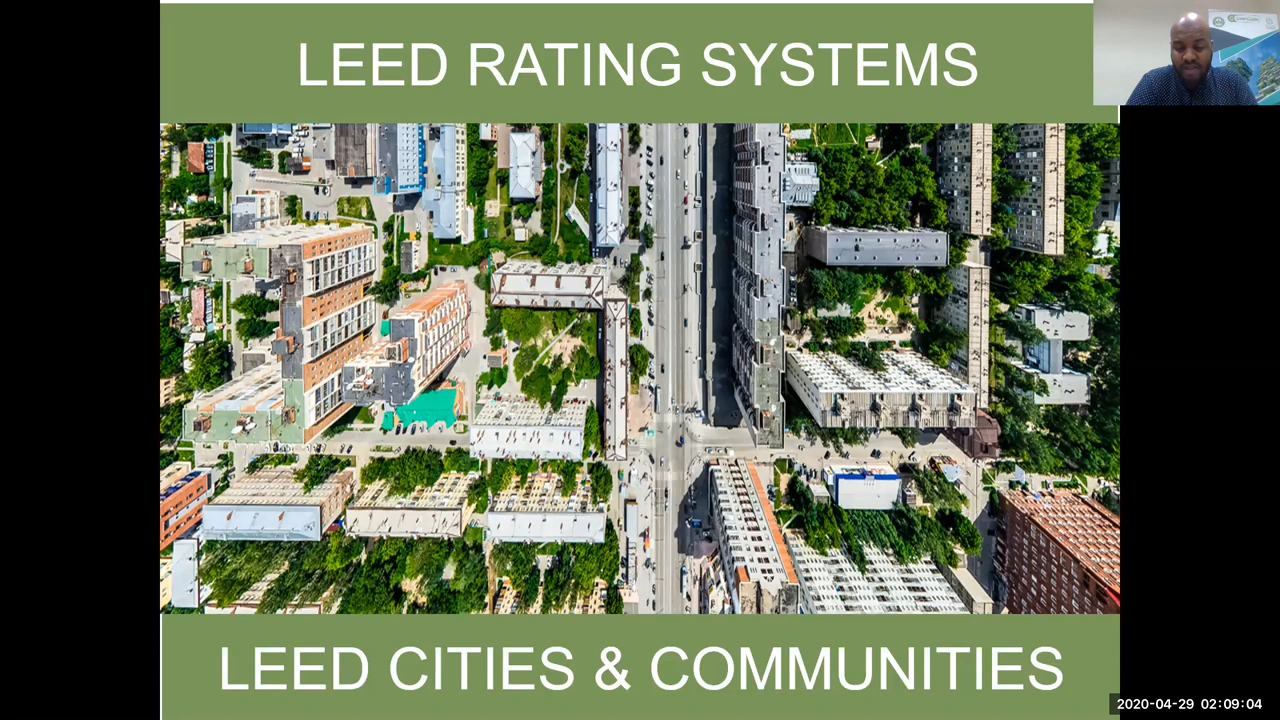 LEED RATING SYSTEMS
LEED CITIES & COMMUNITIES
2020-04-29 02:09:04